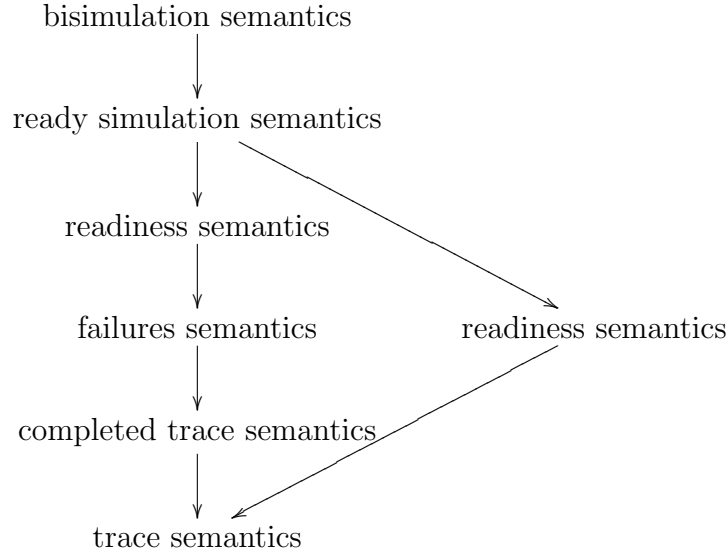 bisimulation semantics
ready simulation semantics
readiness semantics
failures semantics
readiness semantics
completed trace semantics
trace semantics